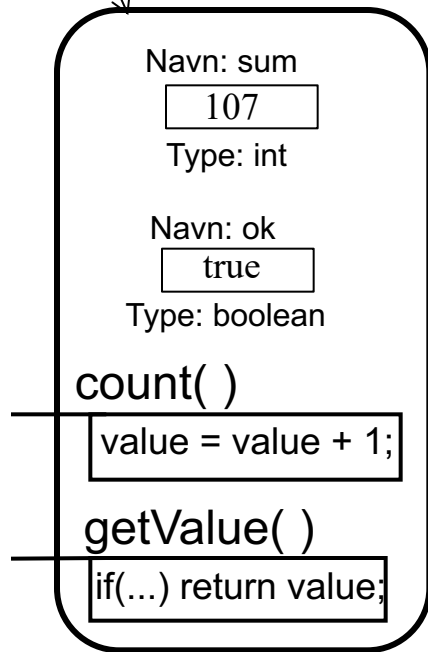 Navn: sum
107
Type: int
Navn: ok
true
Type: boolean
count( )
value = value + 1;
getValue( )
if(...) return value;